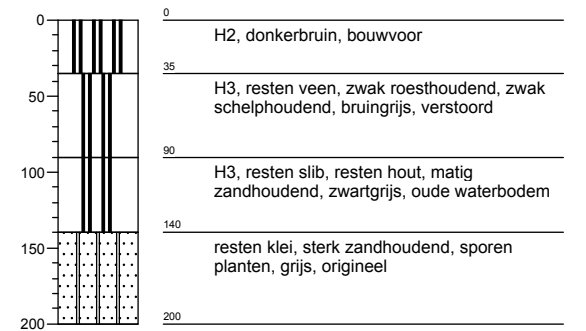 0
0
H2, donkerbruin, bouwvoor
35
50
H3, resten veen, zwak roesthoudend, zwak
schelphoudend, bruingrijs, verstoord
90
100
H3, resten slib, resten hout, matig
zandhoudend, zwartgrijs, oude waterbodem
140
150
resten klei, sterk zandhoudend, sporen
planten, grijs, origineel
200
200